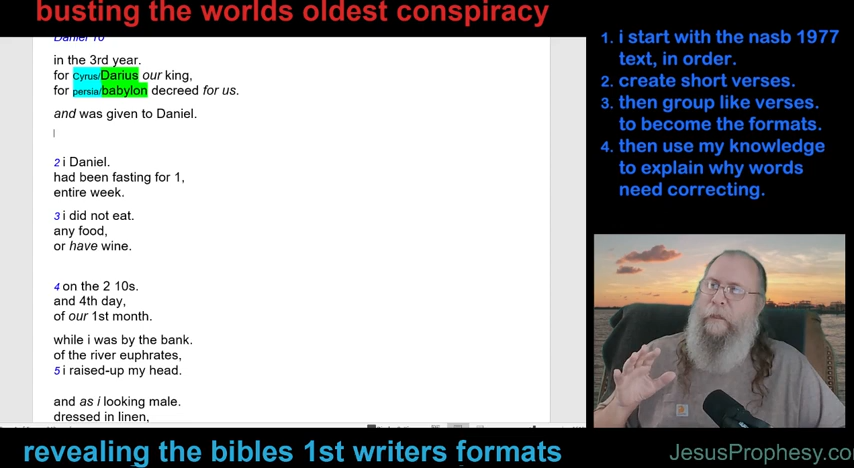 busting the worlds oldest conspiracy
Daniel 10
in the 3rd year.
for Cyrus/Darius our king,
for persia/babylon decreed for us.
and was given to Daniel.
2 i Daniel.
had been fasting for 1,
entire week.
3 i did not eat.
any food,
or have wine.
4 on the 2 10s.
and 4th day,
of our 1st month.
while i was by the bank.
of the river euphrates,
5 i raised-up my head.
and as i looking male.
dressed in linen,
1. i start with the nasb 1977
text, in order.
2. create short verses.
3. then group like verses.
to become the formats.
4. then use my knowledge
to explain why words
need correcting.
revealing the bibles 1st writers formats
JesusProphesy.co